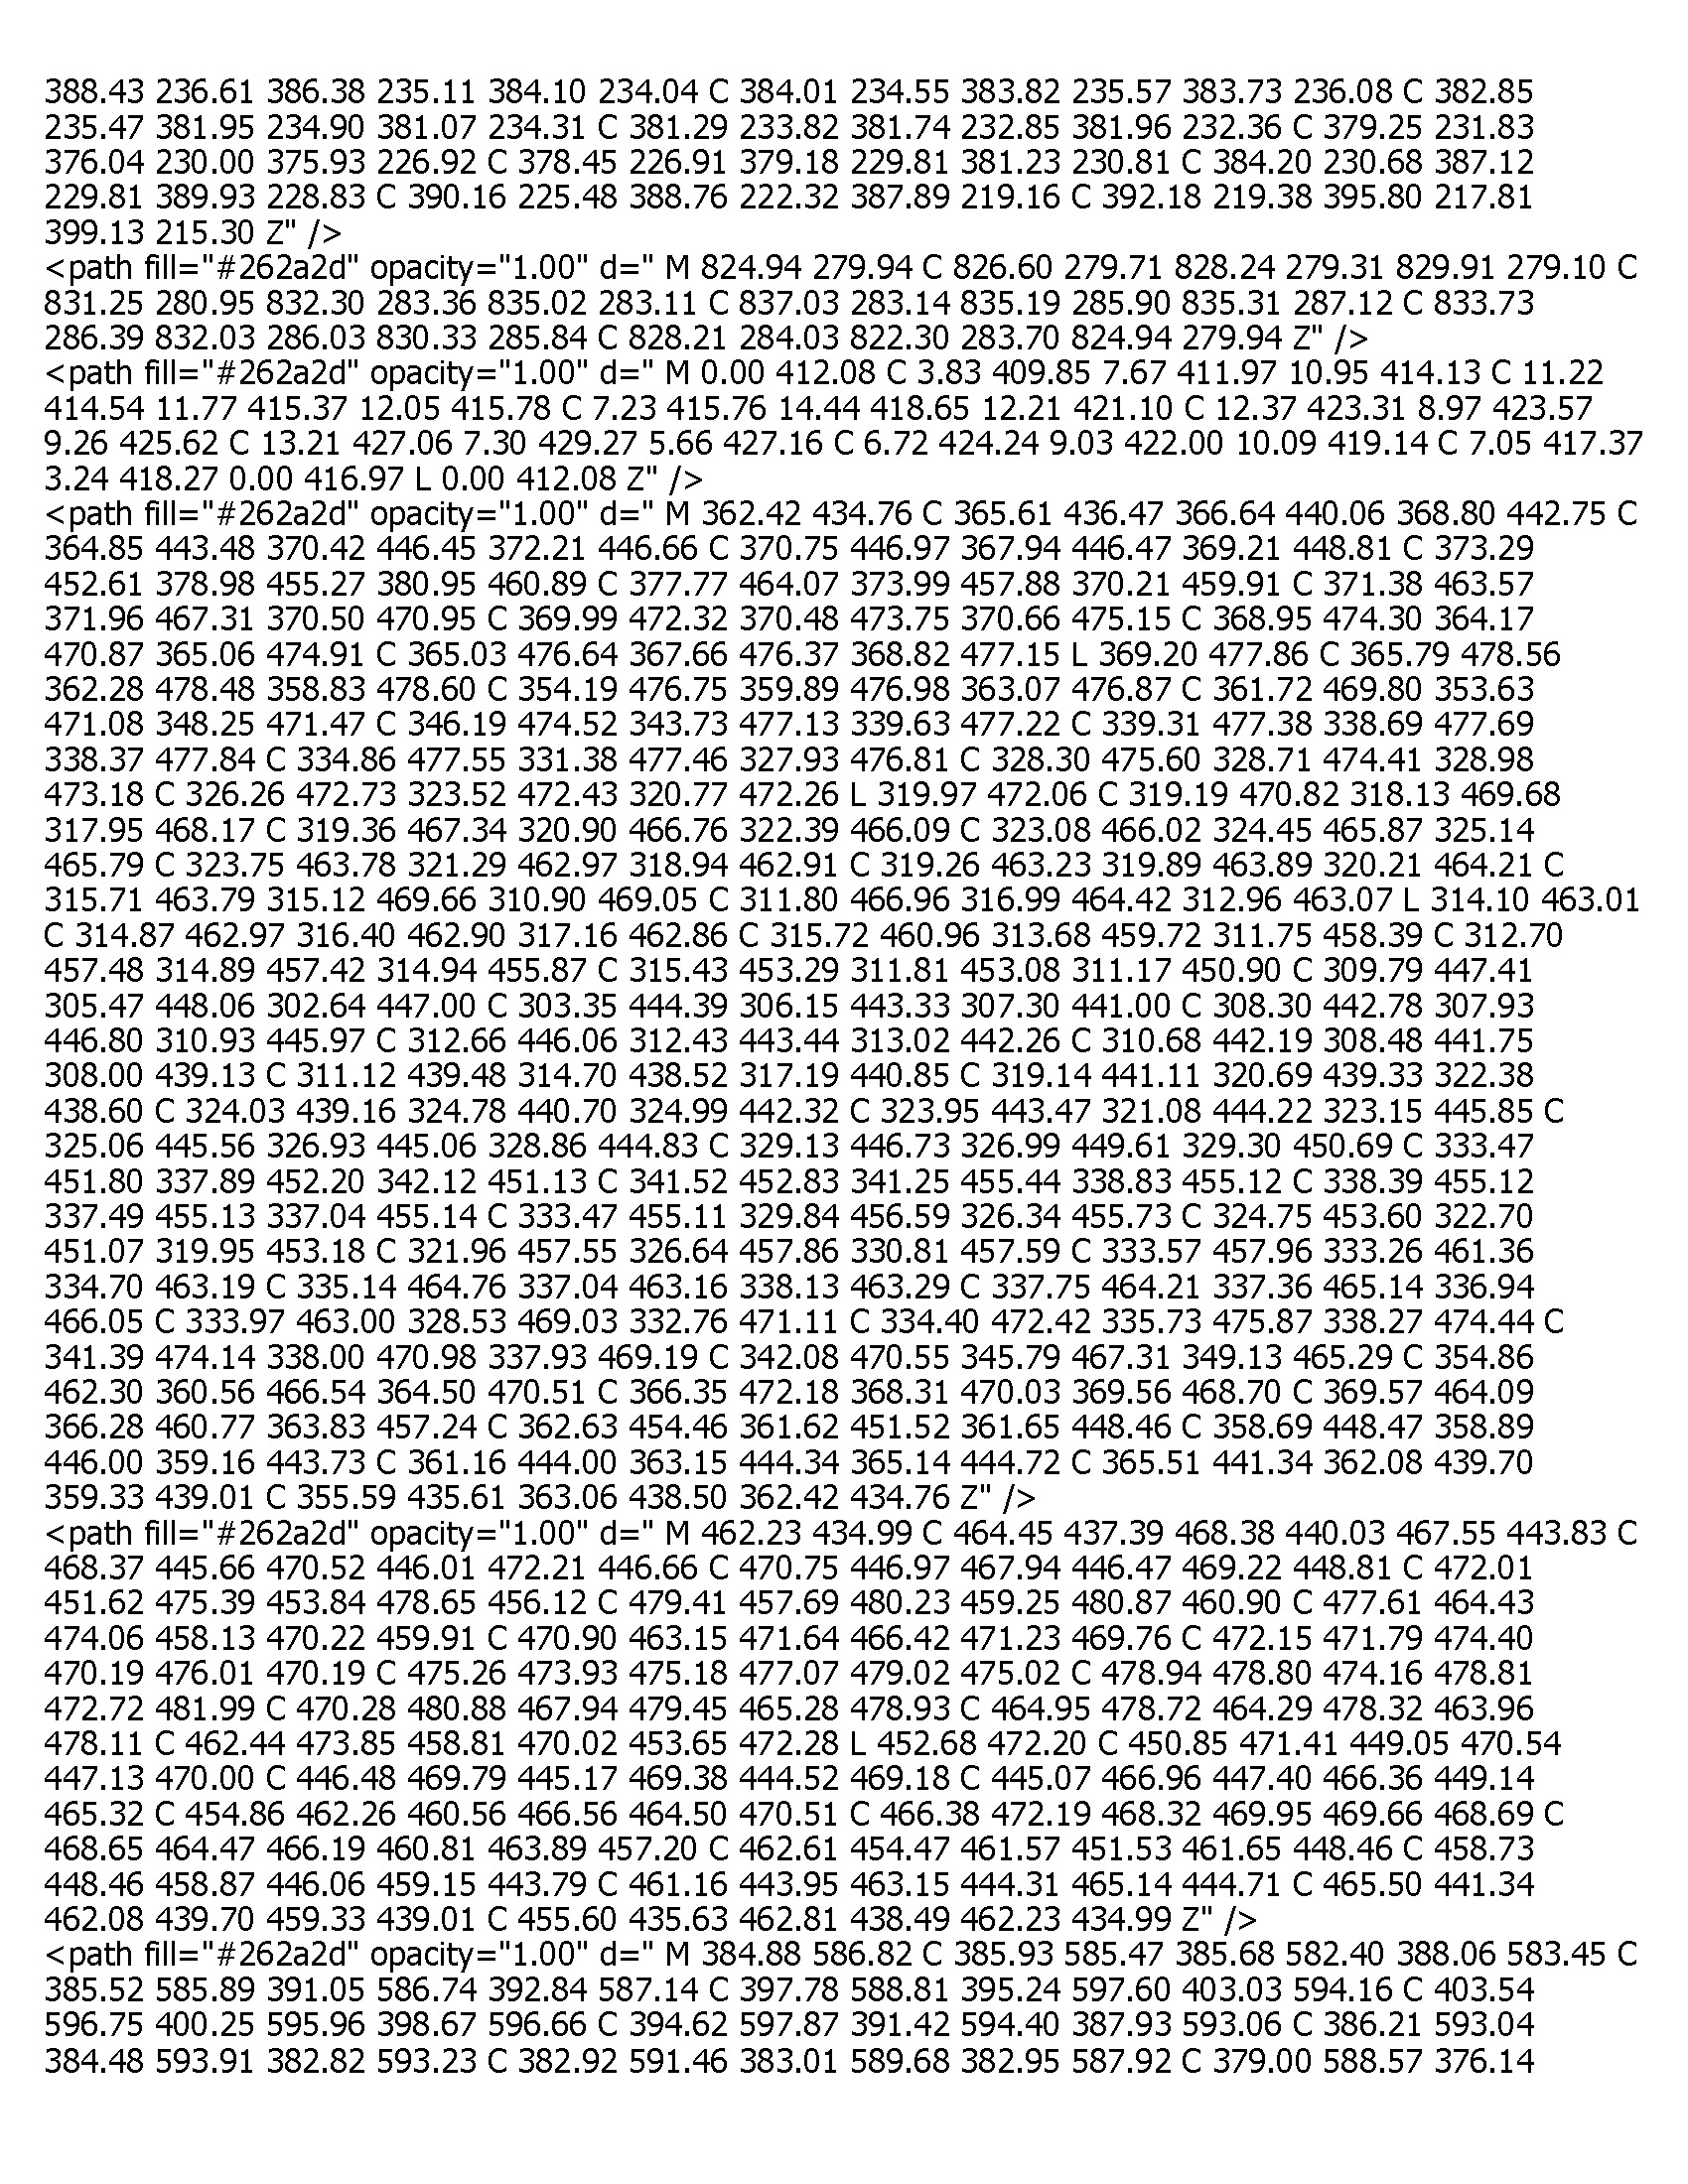 388.43 236.61 386.38 235.11 384.10 234.04 C 384.01 234.55 383.82 235.57 383.73 236.08 C 382.85
235.47 381.95 234.90 381.07 234.31 C 381.29 233.82 381.74 232.85 381.96 232.36 C 379.25 231.83
376.04 230.00 375.93 226.92 C 378.45 226.91 379.18 229.81 381.23 230.81 C 384.20 230.68 387.12
229.81 389.93 228.83 C 390.16 225.48 388.76 222.32 387.89 219.16 C 392.18 219.38 395.80 217.81
399.13 215.30 Z" />
<path fill="#262a2d" opacity="1.00" d=" M 824.94 279.94 C 826.60 279.71 828.24 279.31 829.91 279.10 C
831.25 280.95 832.30 283.36 835.02 283.11 C 837.03 283.14 835.19 285.90 835.31 287.12 C 833.73
286.39 832.03 286.03 830.33 285.84 C 828.21 284.03 822.30 283.70 824.94 279.94 Z" />
<path fill="#262a2d" opacity="1.00" d=" M 0.00 412.08 C 3.83 409.85 7.67 411.97 10.95 414.13 C 11.22
414.54 11.77 415.37 12.05 415.78 C 7.23 415.76 14.44 418.65 12.21 421.10 C 12.37 423.31 8.97 423.57
9.26 425.62 C 13.21 427.06 7.30 429.27 5.66 427.16 C 6.72 424.24 9.03 422.00 10.09 419.14 C 7.05 417.37
3.24 418.27 0.00 416.97 L 0.00 412.08 Z" />
<path fill="#262a2d" opacity="1.00" d=" M 362.42 434.76 C 365.61 436.47 366.64 440.06 368.80 442.75 C
364.85 443.48 370.42 446.45 372.21 446.66 C 370.75 446.97 367.94 446.47 369.21 448.81 C 373.29
452.61 378.98 455.27 380.95 460.89 C 377.77 464.07 373.99 457.88 370.21 459.91 C 371.38 463.57
371.96 467.31 370.50 470.95 C 369.99 472.32 370.48 473.75 370.66 475.15 C 368.95 474.30 364.17
470.87 365.06 474.91 C 365.03 476.64 367.66 476.37 368.82 477.15 L 369.20 477.86 C 365.79 478.56
362.28 478.48 358.83 478.60 C 354.19 476.75 359.89 476.98 363.07 476.87 C 361.72 469.80 353.63
471.08 348.25 471.47 C 346.19 474.52 343.73 477.13 339.63 477.22 C 339.31 477.38 338.69 477.69
338.37 477.84 C 334.86 477.55 331.38 477.46 327.93 476.81 C 328.30 475.60 328.71 474.41 328.98
473.18 C 326.26 472.73 323.52 472.43 320.77 472.26 L 319.97 472.06 C 319.19 470.82 318.13 469.68
317.95 468.17 C 319.36 467.34 320.90 466.76 322.39 466.09 C 323.08 466.02 324.45 465.87 325.14
465.79 C 323.75 463.78 321.29 462.97 318.94 462.91 C 319.26 463.23 319.89 463.89 320.21 464.21 C
315.71 463.79 315.12 469.66 310.90 469.05 C 311.80 466.96 316.99 464.42 312.96 463.07 L 314.10 463.01
C 314.87 462.97 316.40 462.90 317.16 462.86 C 315.72 460.96 313.68 459.72 311.75 458.39 C 312.70
457.48 314.89 457.42 314.94 455.87 C 315.43 453.29 311.81 453.08 311.17 450.90 C 309.79 447.41
305.47 448.06 302.64 447.00 C 303.35 444.39 306.15 443.33 307.30 441.00 C 308.30 442.78 307.93
446.80 310.93 445.97 C 312.66 446.06 312.43 443.44 313.02 442.26 C 310.68 442.19 308.48 441.75
308.00 439.13 C 311.12 439.48 314.70 438.52 317.19 440.85 C 319.14 441.11 320.69 439.33 322.38
438.60 C 324.03 439.16 324.78 440.70 324.99 442.32 C 323.95 443.47 321.08 444.22 323.15 445.85 C
325.06 445.56 326.93 445.06 328.86 444.83 C 329.13 446.73 326.99 449.61 329.30 450.69 C 333.47
451.80 337.89 452.20 342.12 451.13 C 341.52 452.83 341.25 455.44 338.83 455.12 C 338.39 455.12
337.49 455.13 337.04 455.14 C 333.47 455.11 329.84 456.59 326.34 455.73 C 324.75 453.60 322.70
451.07 319.95 453.18 C 321.96 457.55 326.64 457.86 330.81 457.59 C 333.57 457.96 333.26 461.36
334.70 463.19 C 335.14 464.76 337.04 463.16 338.13 463.29 C 337.75 464.21 337.36 465.14 336.94
466.05 C 333.97 463.00 328.53 469.03 332.76 471.11 C 334.40 472.42 335.73 475.87 338.27 474.44 C
341.39 474.14 338.00 470.98 337.93 469.19 C 342.08 470.55 345.79 467.31 349.13 465.29 C 354.86
462.30 360.56 466.54 364.50 470.51 C 366.35 472.18 368.31 470.03 369.56 468.70 C 369.57 464.09
366.28 460.77 363.83 457.24 C 362.63 454.46 361.62 451.52 361.65 448.46 C 358.69 448.47 358.89
446.00 359.16 443.73 C 361.16 444.00 363.15 444.34 365.14 444.72 C 365.51 441.34 362.08 439.70
359.33 439.01 C 355.59 435.61 363.06 438.50 362.42 434.76 Z" />
<path fill="#262a2d" opacity="1.00" d=" M 462.23 434.99 C 464.45 437.39 468.38 440.03 467.55 443.83 C
468.37 445.66 470.52 446.01 472.21 446.66 C 470.75 446.97 467.94 446.47 469.22 448.81 C 472.01
451.62 475.39 453.84 478.65 456.12 C 479.41 457.69 480.23 459.25 480.87 460.90 C 477.61 464.43
474.06 458.13 470.22 459.91 C 470.90 463.15 471.64 466.42 471.23 469.76 C 472.15 471.79 474.40
470.19 476.01 470.19 C 475.26 473.93 475.18 477.07 479.02 475.02 C 478.94 478.80 474.16 478.81
472.72 481.99 C 470.28 480.88 467.94 479.45 465.28 478.93 C 464.95 478.72 464.29 478.32 463.96
478.11 C 462.44 473.85 458.81 470.02 453.65 472.28 L 452.68 472.20 C 450.85 471.41 449.05 470.54
447.13 470.00 C 446.48 469.79 445.17 469.38 444.52 469.18 C 445.07 466.96 447.40 466.36 449.14
465.32 C 454.86 462.26 460.56 466.56 464.50 470.51 C 466.38 472.19 468.32 469.95 469.66 468.69 C
468.65 464.47 466.19 460.81 463.89 457.20 C 462.61 454.47 461.57 451.53 461.65 448.46 C 458.73
448.46 458.87 446.06 459.15 443.79 C 461.16 443.95 463.15 444.31 465.14 444.71 C 465.50 441.34
462.08 439.70 459.33 439.01 C 455.60 435.63 462.81 438.49 462.23 434.99 Z" />
<path fill="#262a2d" opacity="1.00" d=" M 384.88 586.82 C 385.93 585.47 385.68 582.40 388.06 583.45 C
385.52 585.89 391.05 586.74 392.84 587.14 C 397.78 588.81 395.24 597.60 403.03 594.16 C 403.54
596.75 400.25 595.96 398.67 596.66 C 394.62 597.87 391.42 594.40 387.93 593.06 C 386.21 593.04
384.48 593.91 382.82 593.23 C 382.92 591.46 383.01 589.68 382.95 587.92 C 379.00 588.57 376.14